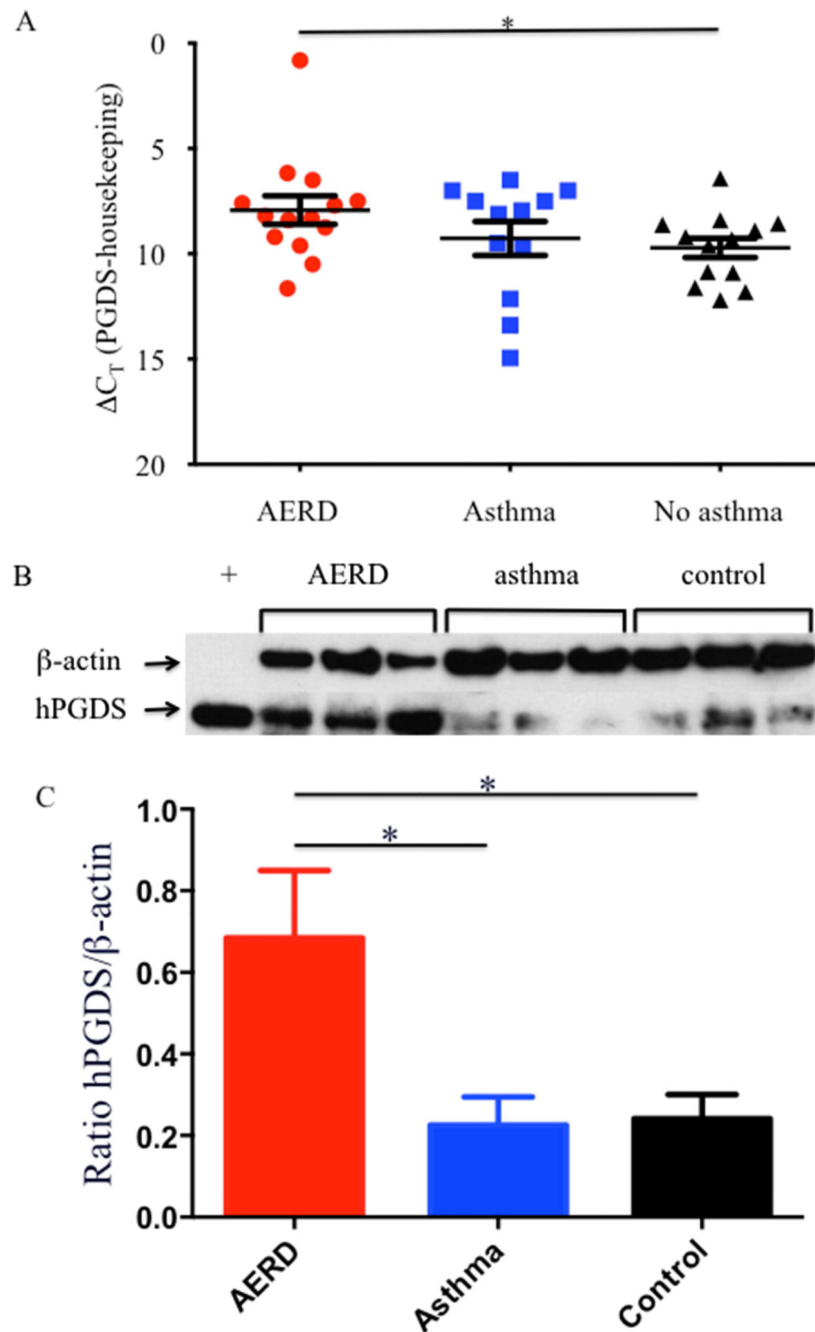 A
*
0
5
10
15
20
ΔC_T (PGDS-housekeeping)
AERD Asthma No asthma
B + AERD asthma control
β-actin →
hPGDS →
C
*
*
1.0
0.8
0.6
0.4
0.2
0.0
Ratio hPGDS/β-actin
AERD
Asthma
Control